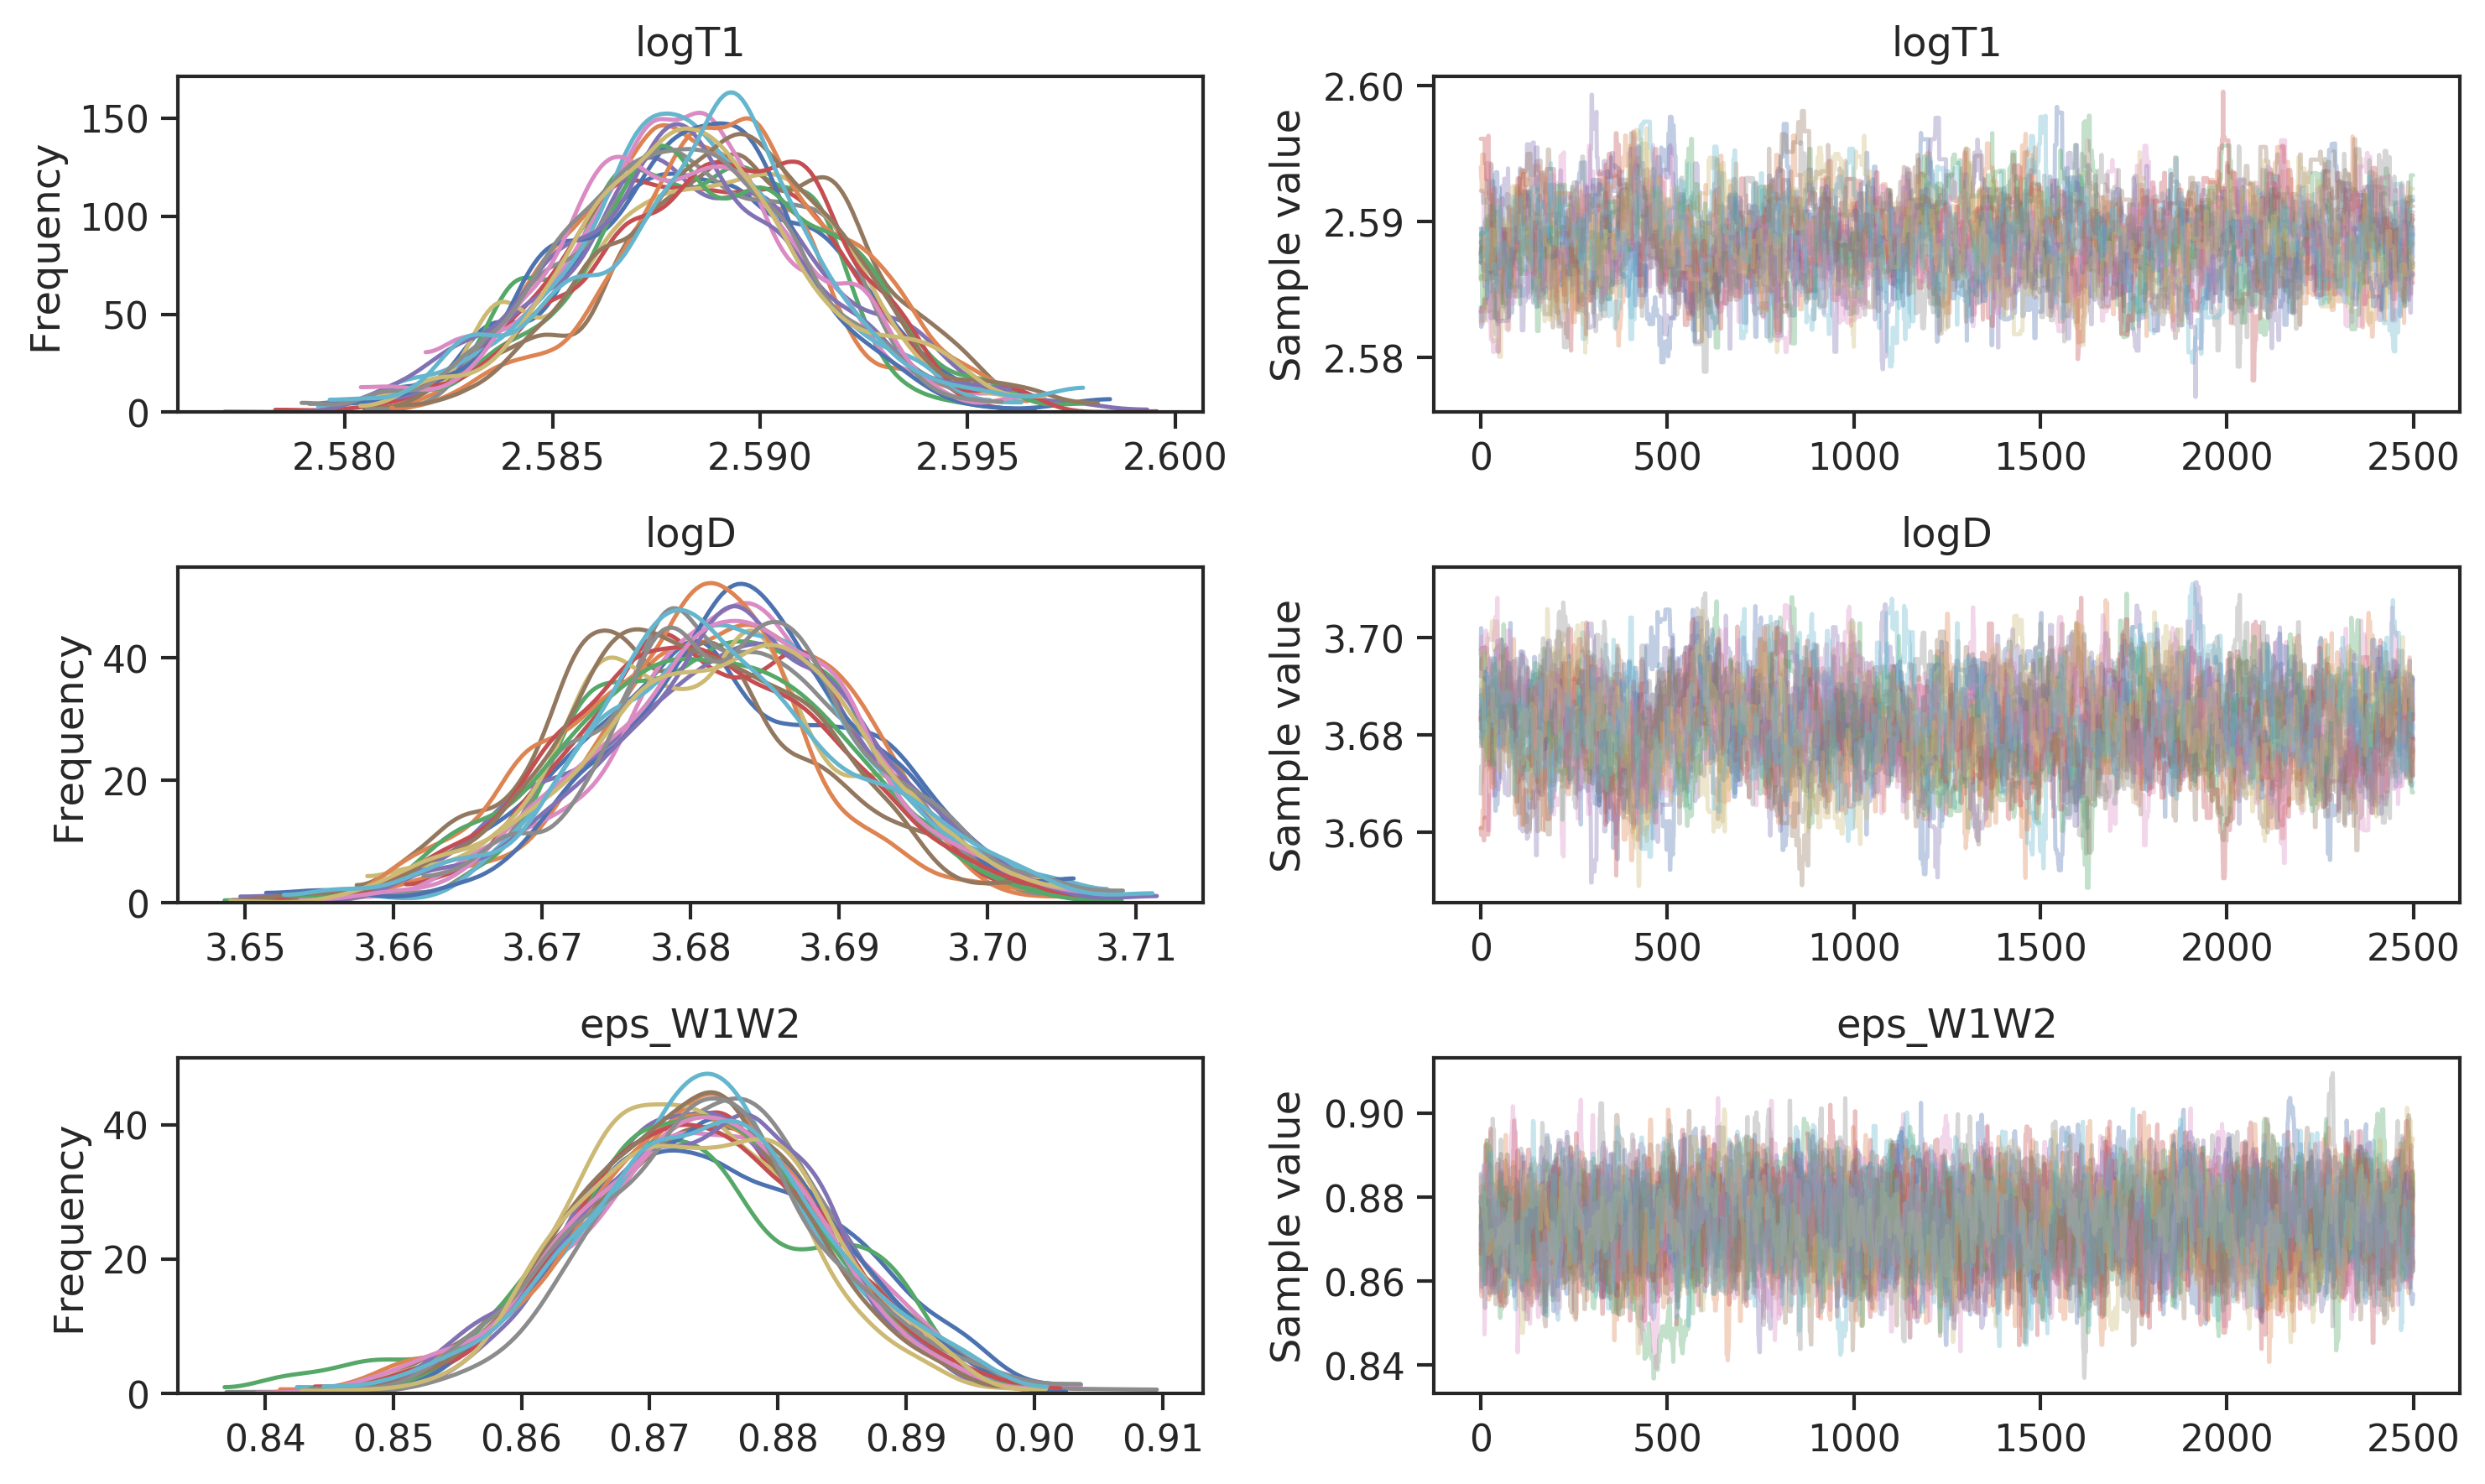 logT1
Frequency
150
100
50
0
2.580 2.585 2.590 2.595 2.600
logT1
Sample value
2.60
2.59
2.58
0 500 1000 1500 2000 2500
logD
Frequency
40
20
0
3.65 3.66 3.67 3.68 3.69 3.70 3.71
logD
Sample value
3.70
3.68
3.66
0 500 1000 1500 2000 2500
eps_W1W2
Frequency
40
20
0
0.84 0.85 0.86 0.87 0.88 0.89 0.90 0.91
eps_W1W2
Sample value
0.90
0.88
0.86
0.84
0 500 1000 1500 2000 2500